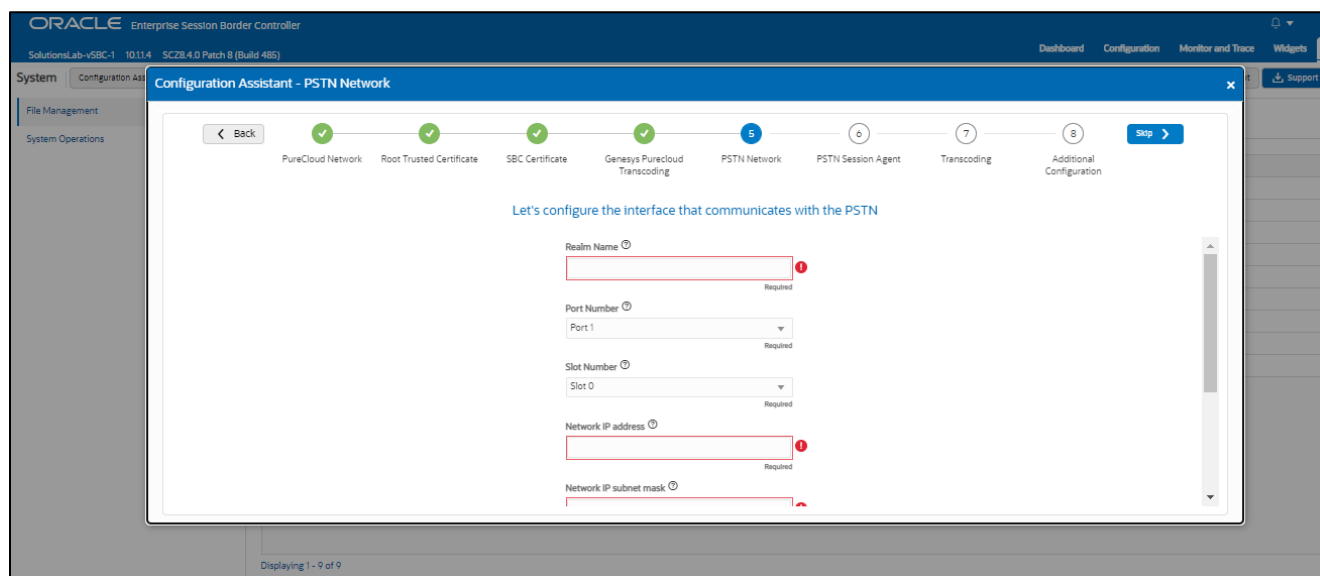 ORACLE Enterprise Session Border Controller
SolutionsLab-vSBC-1 10.1.1.4 SCZ8.4.0 Patch 8 (Build 485)
Dashboard Configuration Monitor and Trace Widgets
System Configuration Ass
Support
File Management
System Operations
Configuration Assistant - PSTN Network
Back
5 6 7 8
Skip
PureCloud Network Root Trusted Certificate SBC Certificate Genesys Purecloud Transcoding PSTN Network PSTN Session Agent Transcoding Additional Configuration
Let's configure the interface that communicates with the PSTN
Realm Name
Required
Port Number
Port 1
Required
Slot Number
Slot 0
Required
Network IP address
Required
Network IP subnet mask
Displaying 1 - 9 of 9